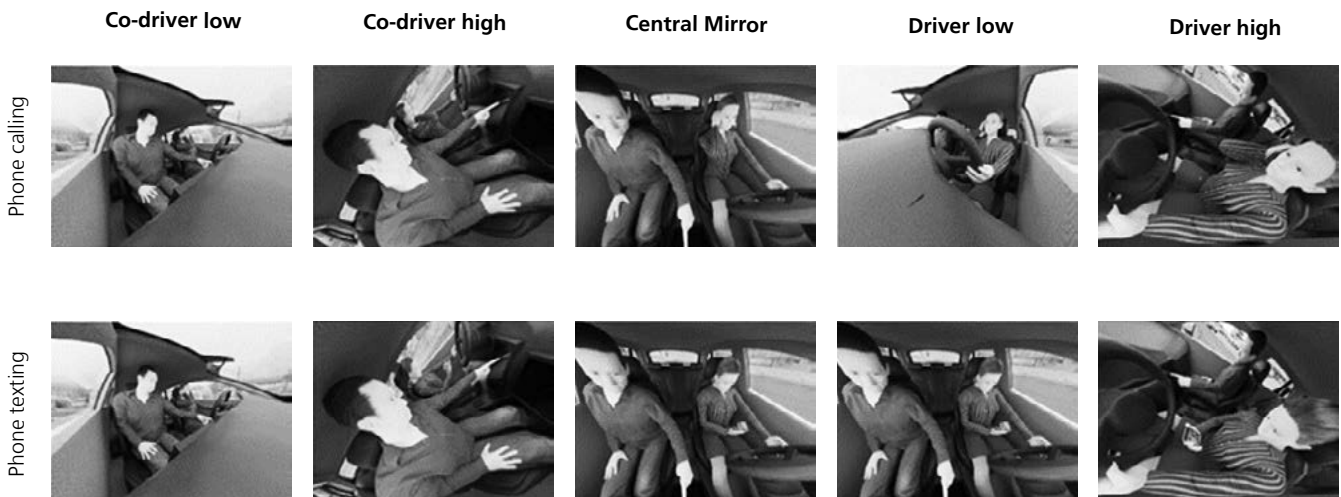 Co-driver low
Co-driver high
Central Mirror
Driver low
Driver high
Phone calling
Phone texting